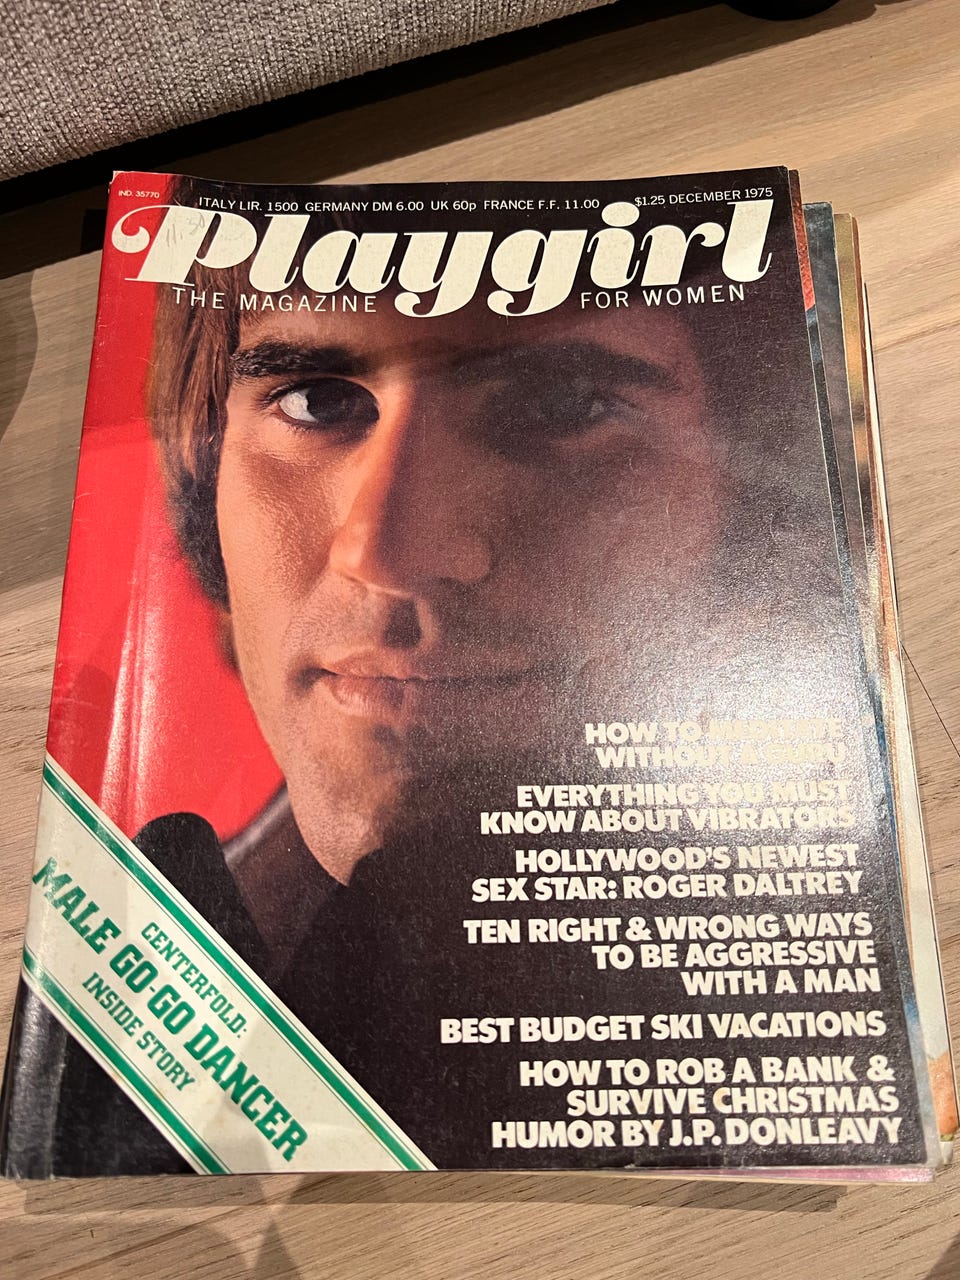 IND. 35770
ITALY LIR. 1500 GERMANY DM 6.00 UK 60p FRANCE F.F. 11.00 $1.25 DECEMBER 1975
Playgirl
THE MAGAZINE FOR WOMEN
HOW TO MEDITATE
WITHOUT A GURU
EVERYTHING YOU MUST
KNOW ABOUT VIBRATORS
HOLLYWOOD'S NEWEST
SEX STAR: ROGER DALTREY
TEN RIGHT & WRONG WAYS
TO BE AGGRESSIVE
WITH A MAN
BEST BUDGET SKI VACATIONS
HOW TO ROB A BANK &
SURVIVE CHRISTMAS
HUMOR BY J.P. DONLEAVY
CENTERFOLD:
MALE GO-GO DANCER
INSIDE STORY